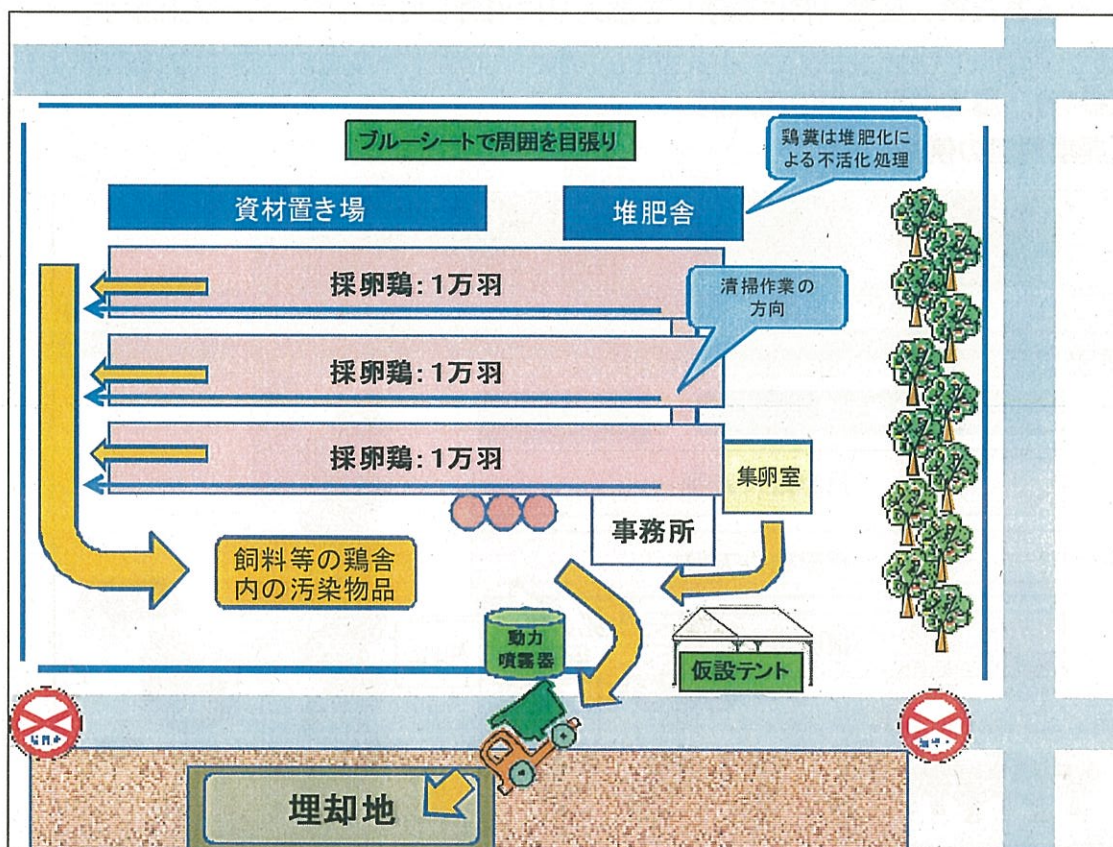 ブルーシートで周囲を目張り
鶏糞は堆肥化に
よる不活化処理
資材置き場
堆肥舎
採卵鶏：1万羽
清掃作業の
方向
採卵鶏：1万羽
採卵鶏：1万羽
集卵室
事務所
飼料等の鶏舎
内の汚染物品
動力
噴霧器
仮設テント
埋却地